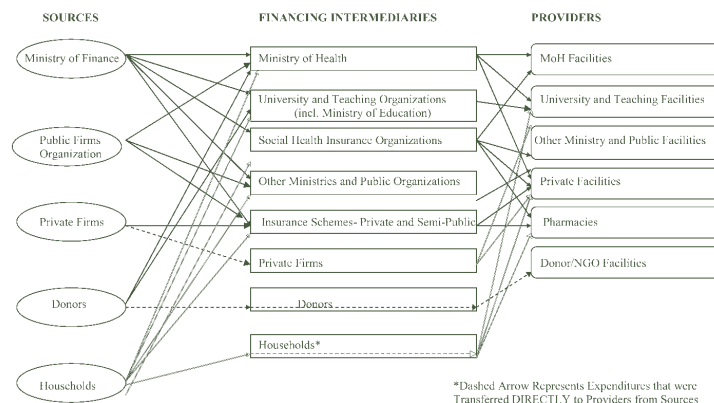 SOURCES
FINANCING INTERMEDIARIES
PROVIDERS
Ministry of Finance
Public Firms
Organization
Private Firms
Donors
Households
Ministry of Health
University and Teaching Organizations
(incl. Ministry of Education)
Social Health Insurance Organizations
Other Ministries and Public Organizations
Insurance Schemes- Private and Semi-Public
Private Firms
Donors
Households*
MoH Facilities
University and Teaching Facilities
Other Ministry and Public Facilities
Private Facilities
Pharmacies
Donor/NGO Facilities
*Dashed Arrow Represents Expenditures that were
Transferred DIRECTLY to Providers from Sources